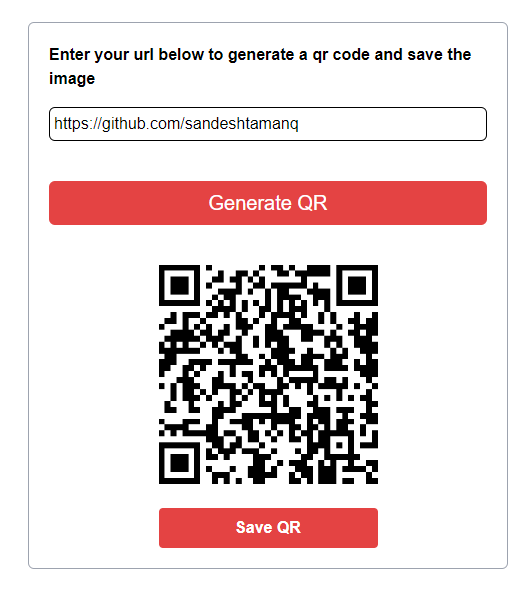 Enter your url below to generate a qr code and save the
image
https://github.com/sandeshtamanq
Generate QR
Save QR